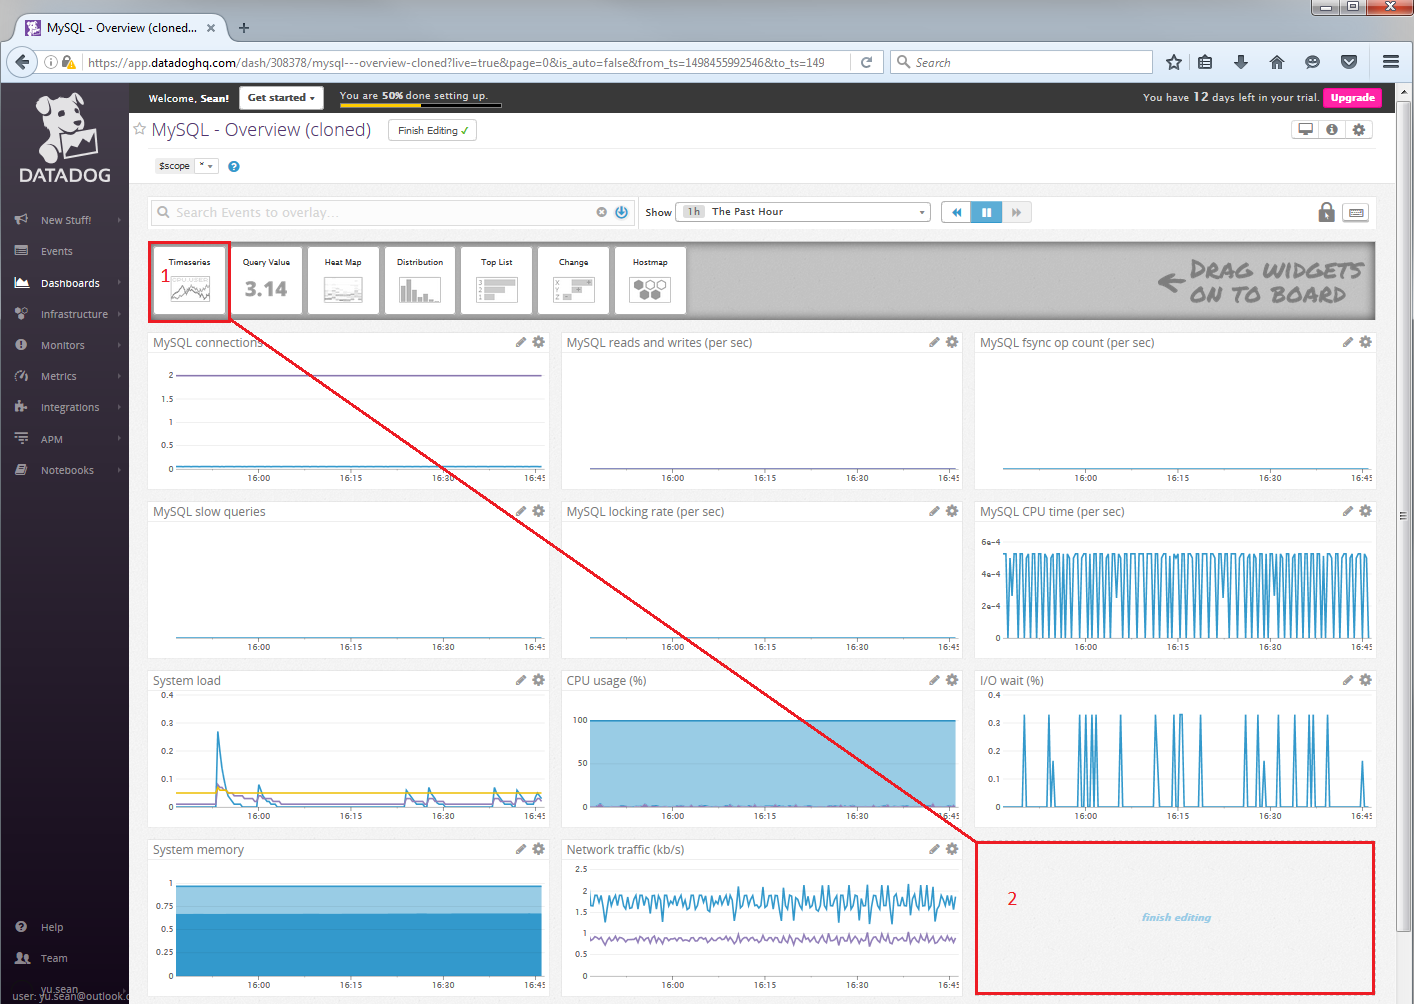 MySQL - Overview (cloned...
https://app.datadoghq.com/dash/308378/mysql---overview-cloned?live=true&page=0&is_auto=false&from_ts=1498455992546&to_ts=149
Search
DATADOG
Welcome, Sean!
Get started
You are 50% done setting up.
You have 12 days left in your trial.
Upgrade
MySQL - Overview (cloned)
Finish Editing ✓
$scope
*
New Stuff!
Events
Dashboards
Infrastructure
Monitors
Metrics
Integrations
APM
Notebooks
Help
Team
yu.sean
user: yu.sean@outlook.c
Search Events to overlay...
Show
1h
The Past Hour
1
Timeseries
CPU USER
Query Value
3.14
Heat Map
Distribution
Top List
3
2
1
Change
X
Y
Z
Hostmap
DRAG WIDGETS
ON TO BOARD
MySQL connections
2
1.5
1
0.5
0
16:00 16:15 16:30 16:45
MySQL reads and writes (per sec)
16:00 16:15 16:30 16:45
MySQL fsync op count (per sec)
16:00 16:15 16:30 16:45
MySQL slow queries
16:00 16:15 16:30 16:45
MySQL locking rate (per sec)
16:00 16:15 16:30 16:45
MySQL CPU time (per sec)
6e-4
4e-4
2e-4
0
16:00 16:15 16:30 16:45
System load
0.4
0.3
0.2
0.1
0
16:00 16:15 16:30 16:45
CPU usage (%)
100
50
0
16:00 16:15 16:30 16:45
I/O wait (%)
0.4
0.3
0.2
0.1
0
16:00 16:15 16:30 16:45
System memory
1
0.75
0.5
0.25
0
16:00 16:15 16:30 16:45
Network traffic (kb/s)
2.5
2
1.5
1
0.5
0
16:00 16:15 16:30 16:45
2
finish editing